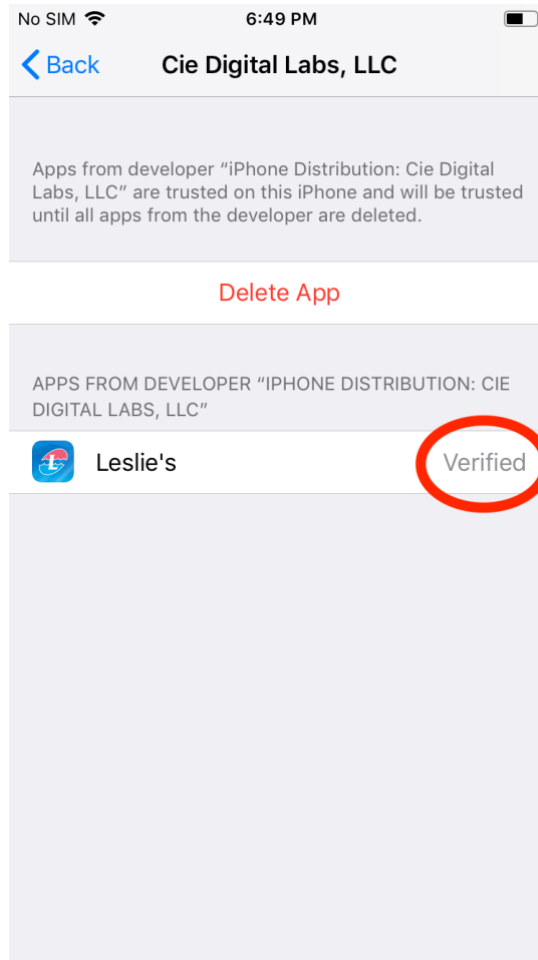 No SIM 6:49 PM
Back Cie Digital Labs, LLC
Apps from developer “iPhone Distribution: Cie Digital
Labs, LLC” are trusted on this iPhone and will be trusted
until all apps from the developer are deleted.
Delete App
APPS FROM DEVELOPER “IPHONE DISTRIBUTION: CIE
DIGITAL LABS, LLC”
L Leslie's Verified